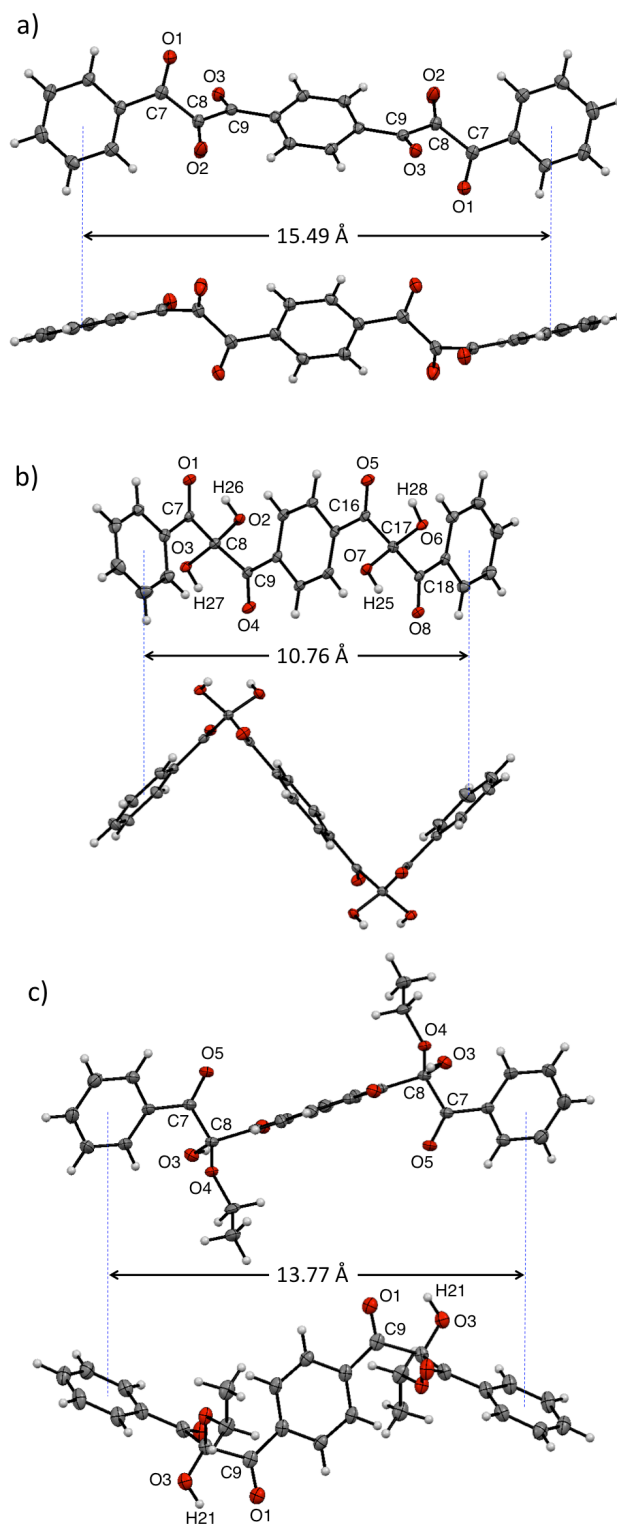 a)
O1
O3
O2
C8
C7
C9
C9
C8
C7
O2
O3
O1
15.49 Å
b)
O1
O5
H26
H28
C7
O2
C16
C17
O6
O3
C8
O7
H27
C9
H25
C18
O4
O8
10.76 Å
c)
O4
O3
O5
C8
C7
C7
C8
O3
O5
O4
13.77 Å
H21
O1
O3
C9
O3
C9
H21
O1